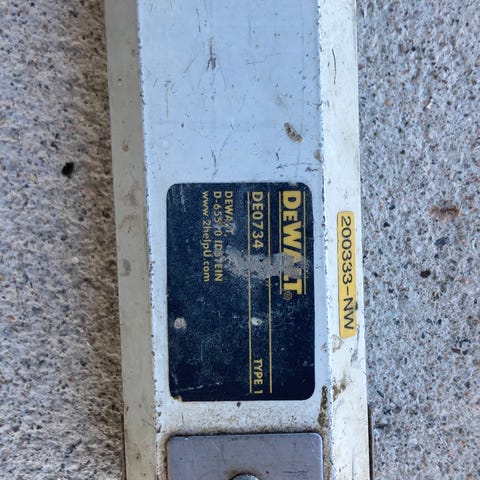 DEWALT®
DE0734 TYPE 1
DEWALT
D-65510 IDSTEIN
www.2helpU.com
200333-NW